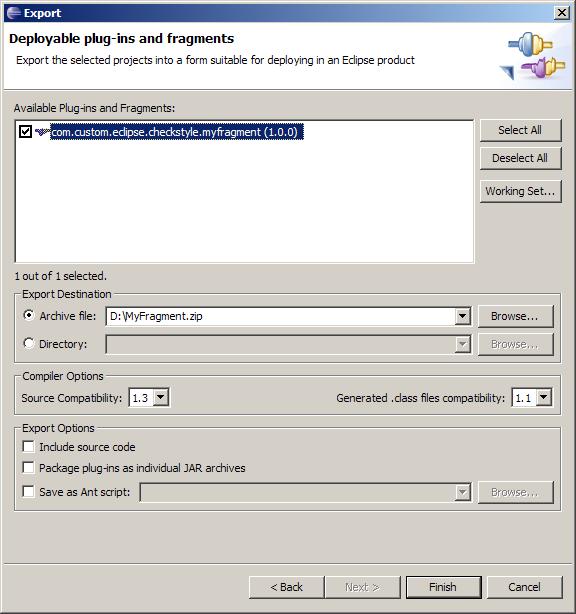 Export
Deployable plug-ins and fragments
Export the selected projects into a form suitable for deploying in an Eclipse product
Available Plug-ins and Fragments:
com.custom.eclipse.checkstyle.myfragment (1.0.0)
Select All
Deselect All
Working Set...
1 out of 1 selected.
Export Destination
Archive file: D:\MyFragment.zip Browse...
Directory: Browse...
Compiler Options
Source Compatibility: 1.3 Generated .class files compatibility: 1.1
Export Options
Include source code
Package plug-ins as individual JAR archives
Save as Ant script: Browse...
< Back Next > Finish Cancel